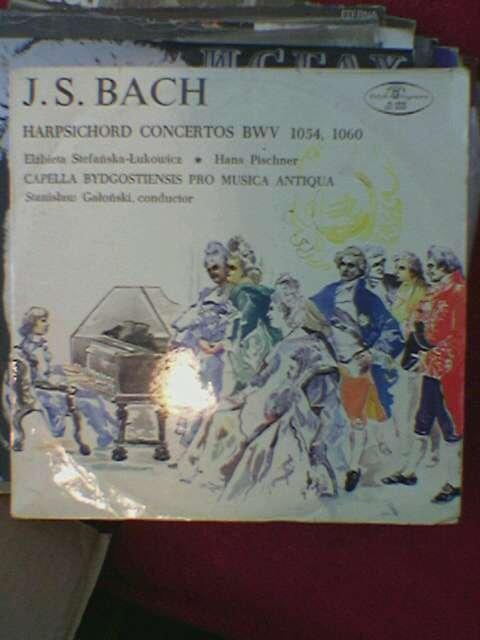 ETERNA
J. S. BACH
HARPSICHORD CONCERTOS BWV 1054, 1060
Elżbieta Stefańska-Łukowicz ★ Hans Pischner
CAPELLA BYDGOSTIENSIS PRO MUSICA ANTIQUA
Stanisław Gałoński, conductor